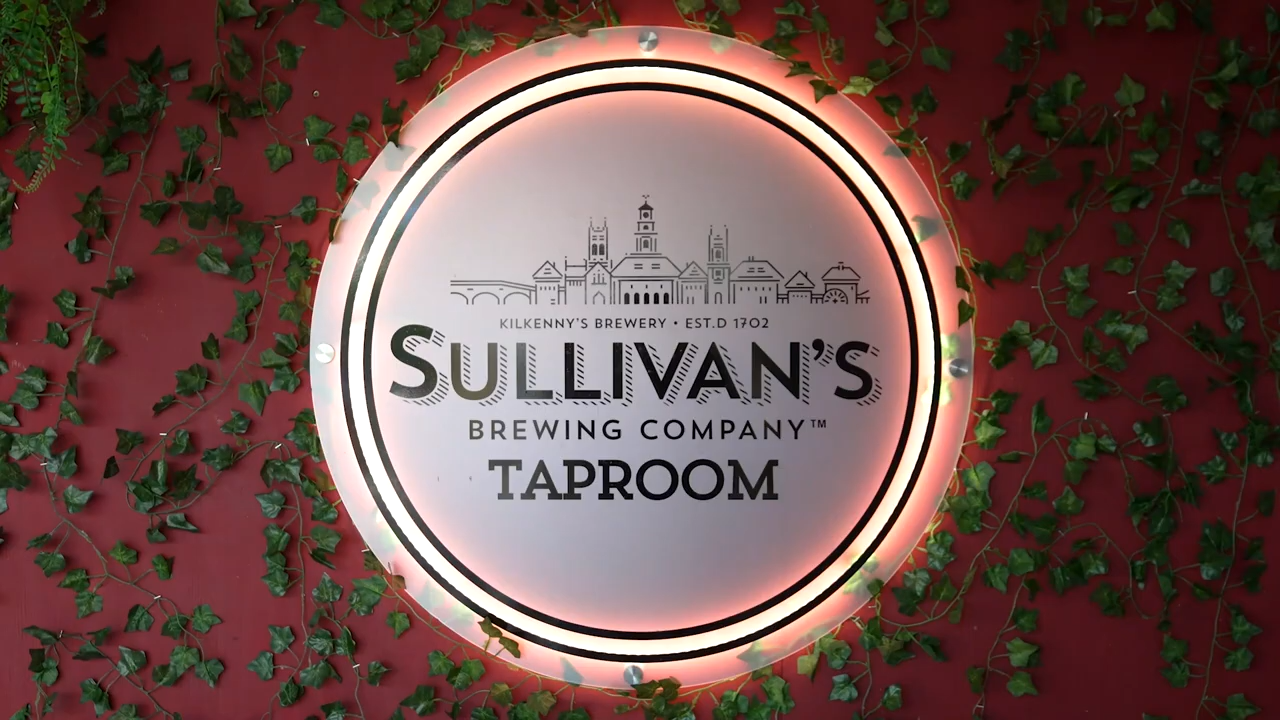 KILKENNY'S BREWERY • EST.D 1702
SULLIVAN'S
BREWING COMPANY™
TAPROOM